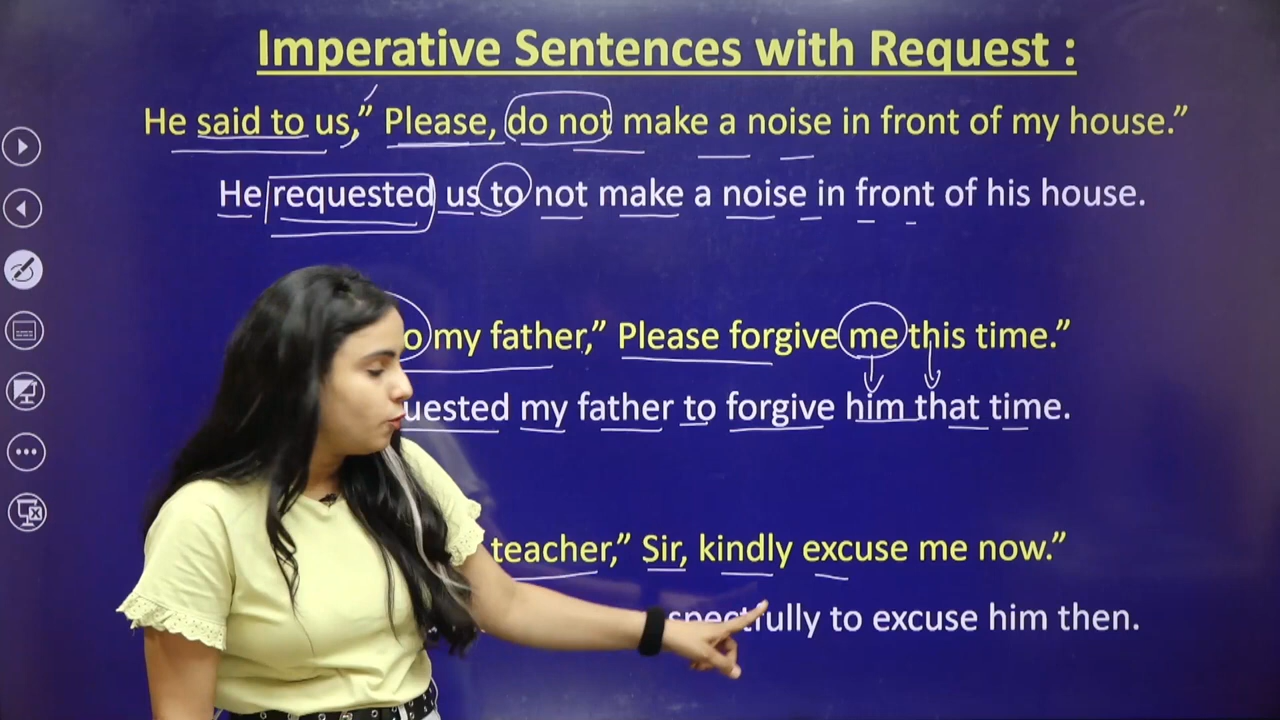 Imperative Sentences with Request :
He said to us,” Please, do not make a noise in front of my house.”
He requested us to not make a noise in front of his house.
my father,” Please forgive me this time.”
my father to forgive him that time.
teacher,” Sir, kindly excuse me now.”
to excuse him then.